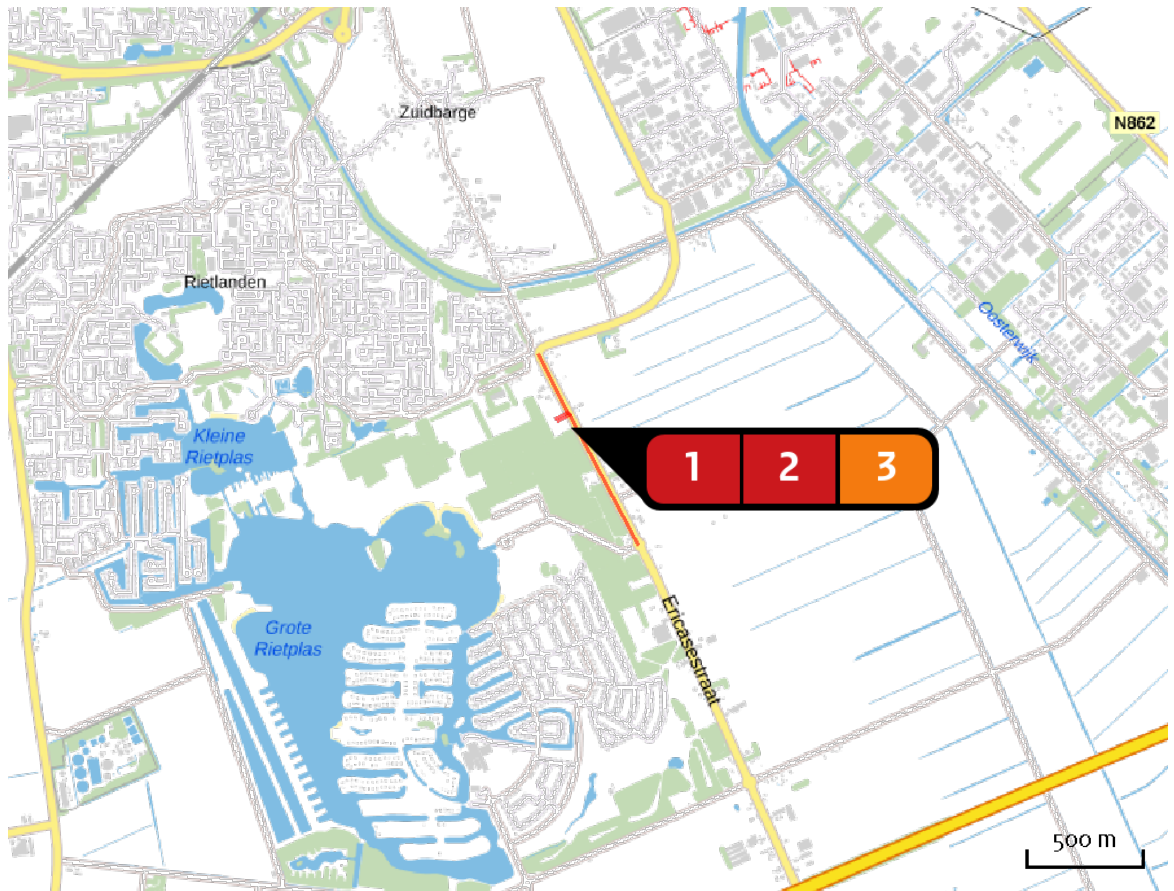 Zuidbarge
N862
Rietlanden
Oosterwijk
Kleine
Rietplas
1 2 3
Grote
Rietplas
Ericasestraat
500 m